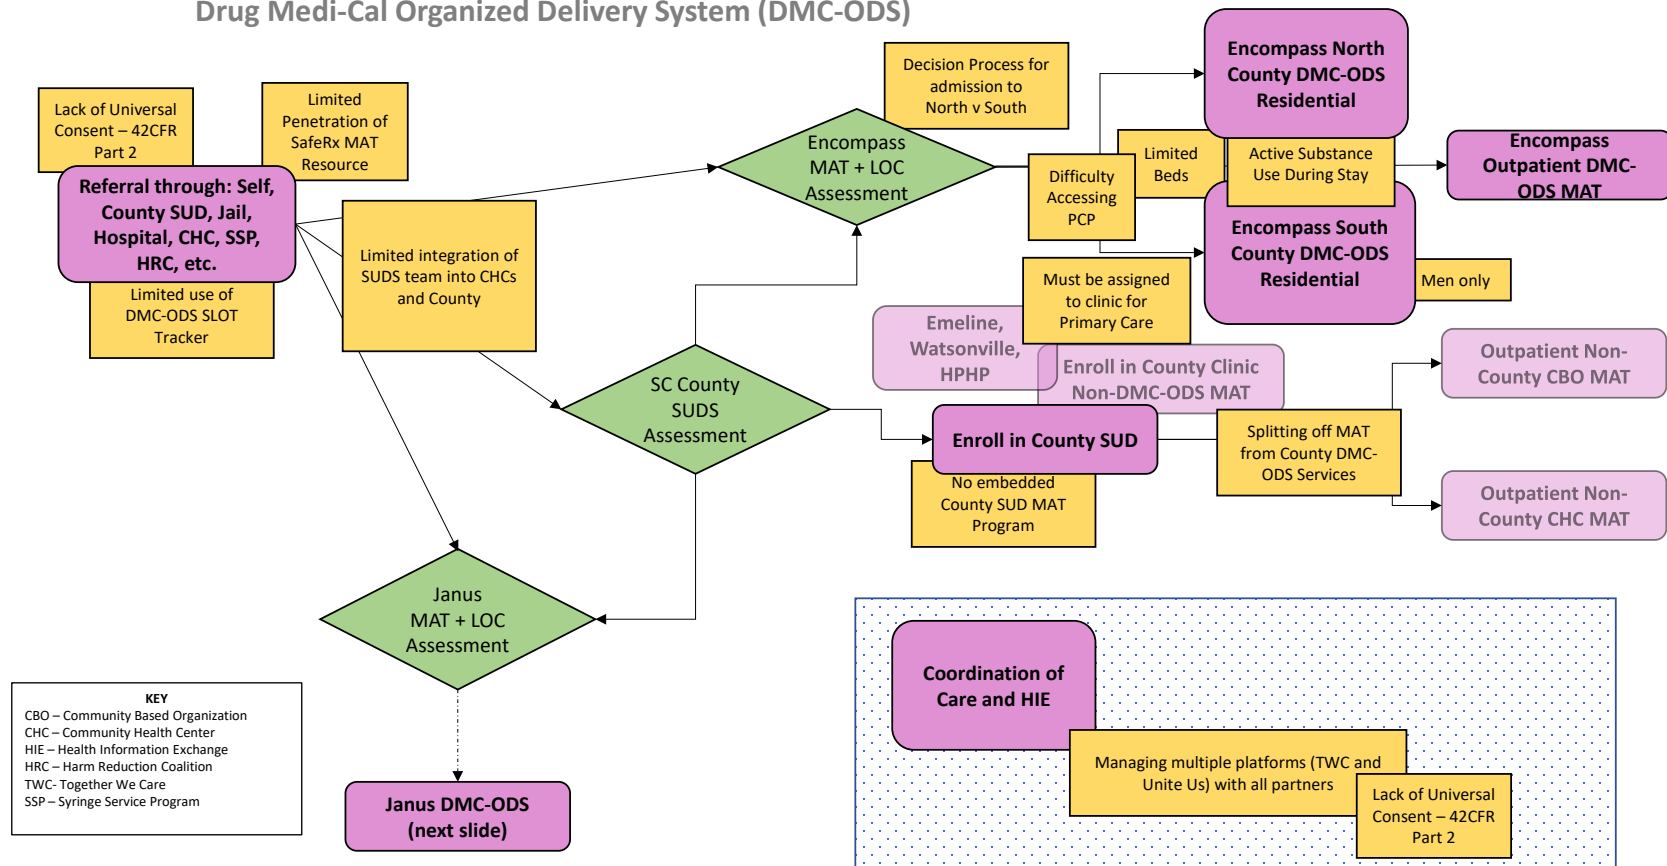 Drug Medi-Cal Organized Delivery System (DMC-ODS)
Lack of Universal
Consent – 42CFR
Part 2
Limited
Penetration of
SafeRx MAT
Resource
Referral through: Self,
County SUD, Jail,
Hospital, CHC, SSP,
HRC, etc.
Limited use of
DMC-ODS SLOT
Tracker
Limited integration of
SUDS team into CHCs
and County
Encompass
MAT + LOC
Assessment
Decision Process for
admission to
North v South
Encompass North
County DMC-ODS
Residential
Difficulty
Accessing
PCP
Limited
Beds
Active Substance
Use During Stay
Encompass
Outpatient DMC-
ODS MAT
Encompass South
County DMC-ODS
Residential
Men only
Must be assigned
to clinic for
Primary Care
Emeline,
Watsonville,
HPHP
Enroll in County Clinic
Non-DMC-ODS MAT
SC County
SUDS
Assessment
Enroll in County SUD
No embedded
County SUD MAT
Program
Splitting off MAT
from County DMC-
ODS Services
Outpatient Non-
County CBO MAT
Outpatient Non-
County CHC MAT
Janus
MAT + LOC
Assessment
Janus DMC-ODS
(next slide)
KEY
CBO – Community Based Organization
CHC – Community Health Center
HIE – Health Information Exchange
HRC – Harm Reduction Coalition
TWC- Together We Care
SSP – Syringe Service Program
Coordination of
Care and HIE
Managing multiple platforms (TWC and
Unite Us) with all partners
Lack of Universal
Consent – 42CFR
Part 2